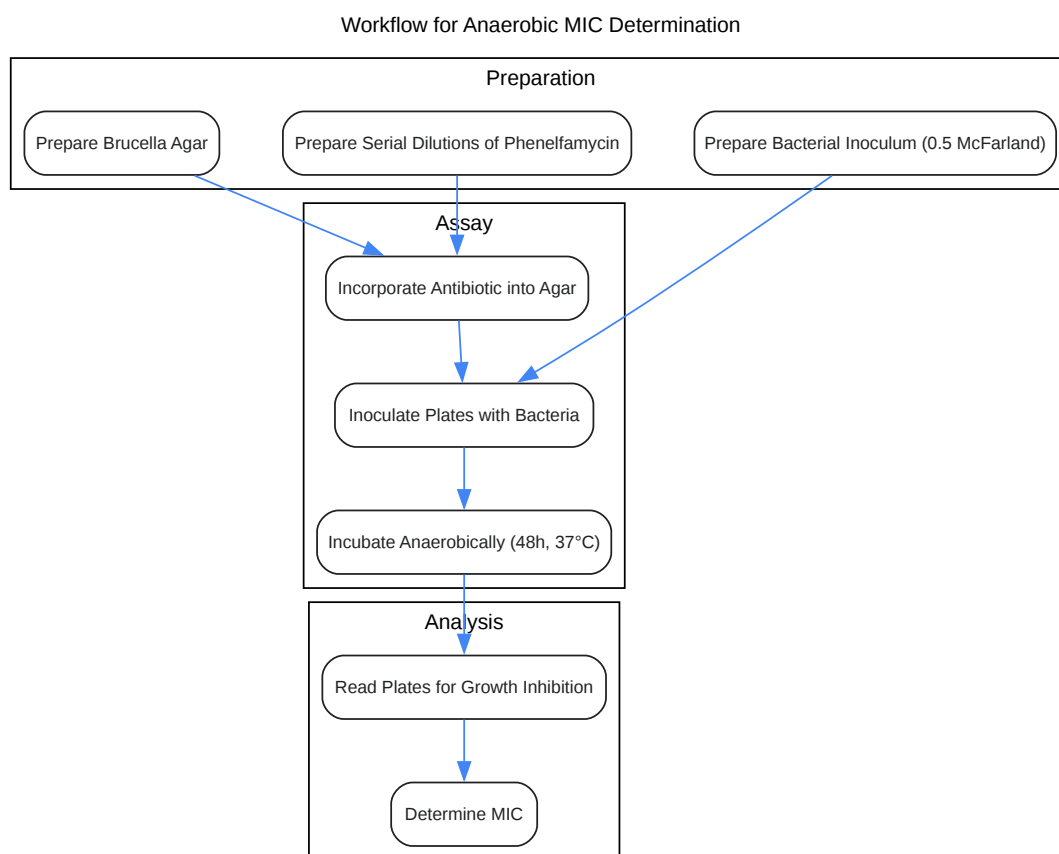 Workflow for Anaerobic MIC Determination
Preparation
Prepare Brucella Agar
Prepare Serial Dilutions of Phenelfamycin
Prepare Bacterial Inoculum (0.5 McFarland)
Assay
Incorporate Antibiotic into Agar
Inoculate Plates with Bacteria
Incubate Anaerobically (48h, 37°C)
Analysis
Read Plates for Growth Inhibition
Determine MIC